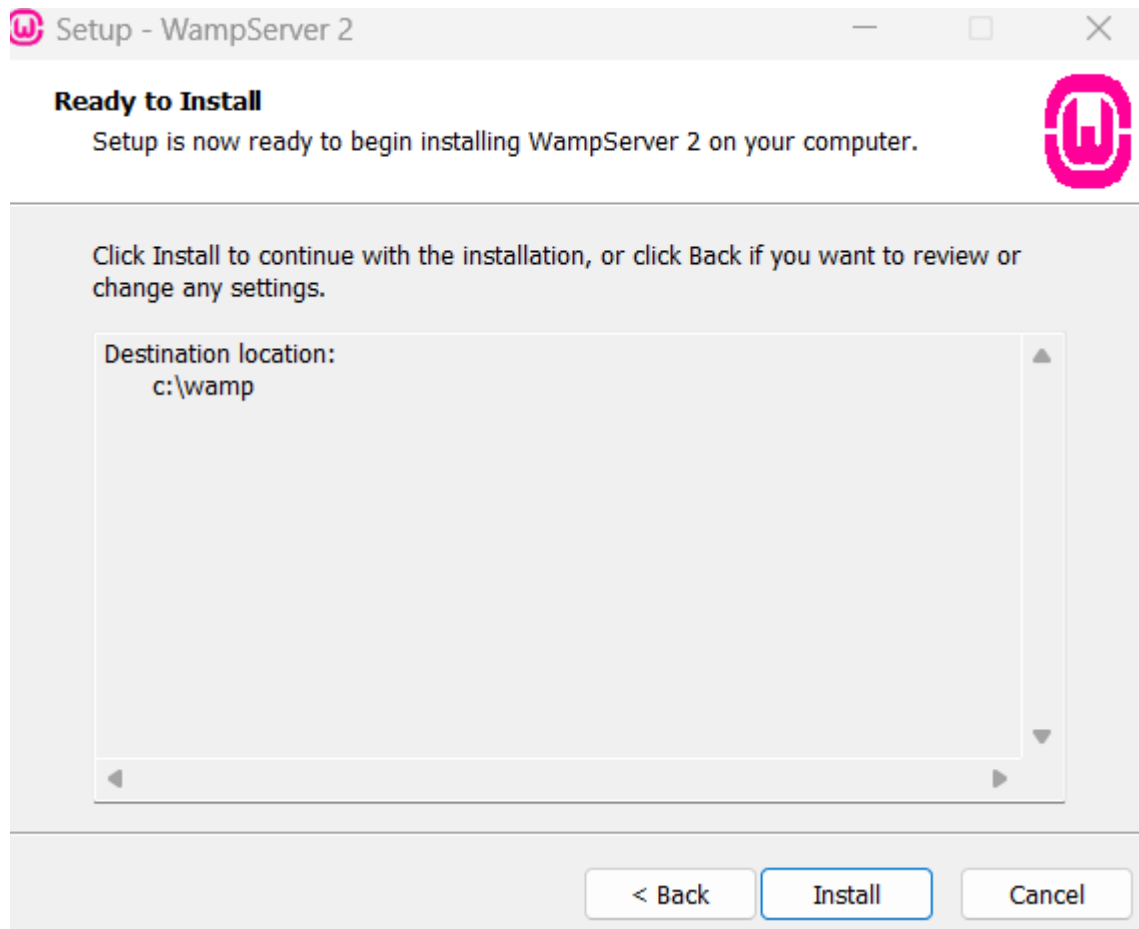 Setup - WampServer 2
Ready to Install
Setup is now ready to begin installing WampServer 2 on your computer.
Click Install to continue with the installation, or click Back if you want to review or
change any settings.
Destination location:
c:\wamp
< Back
Install
Cancel